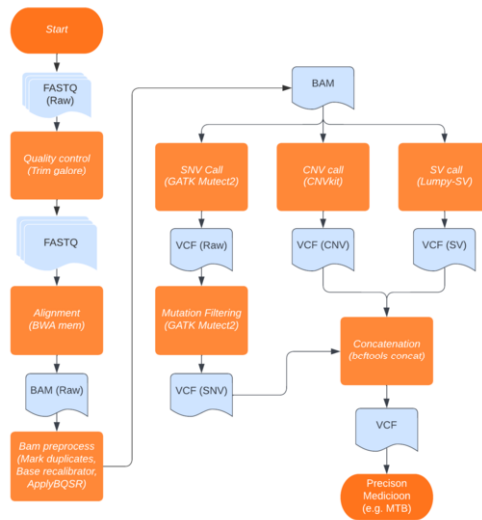 Start
FASTQ
(Raw)
Quality control
(Trim galore)
FASTQ
Alignment
(BWA mem)
BAM (Raw)
Bam preprocess
(Mark duplicates,
Base recalibrator,
ApplyBQSR)
BAM
SNV Call
(GATK Mutect2)
CNV call
(CNVkit)
SV call
(Lumpy-SV)
VCF (Raw)
VCF (CNV)
VCF (SV)
Mutation Filtering
(GATK Mutect2)
Concatenation
(bcftools concat)
VCF (SNV)
VCF
Precison
Medicioon
(e.g. MTB)